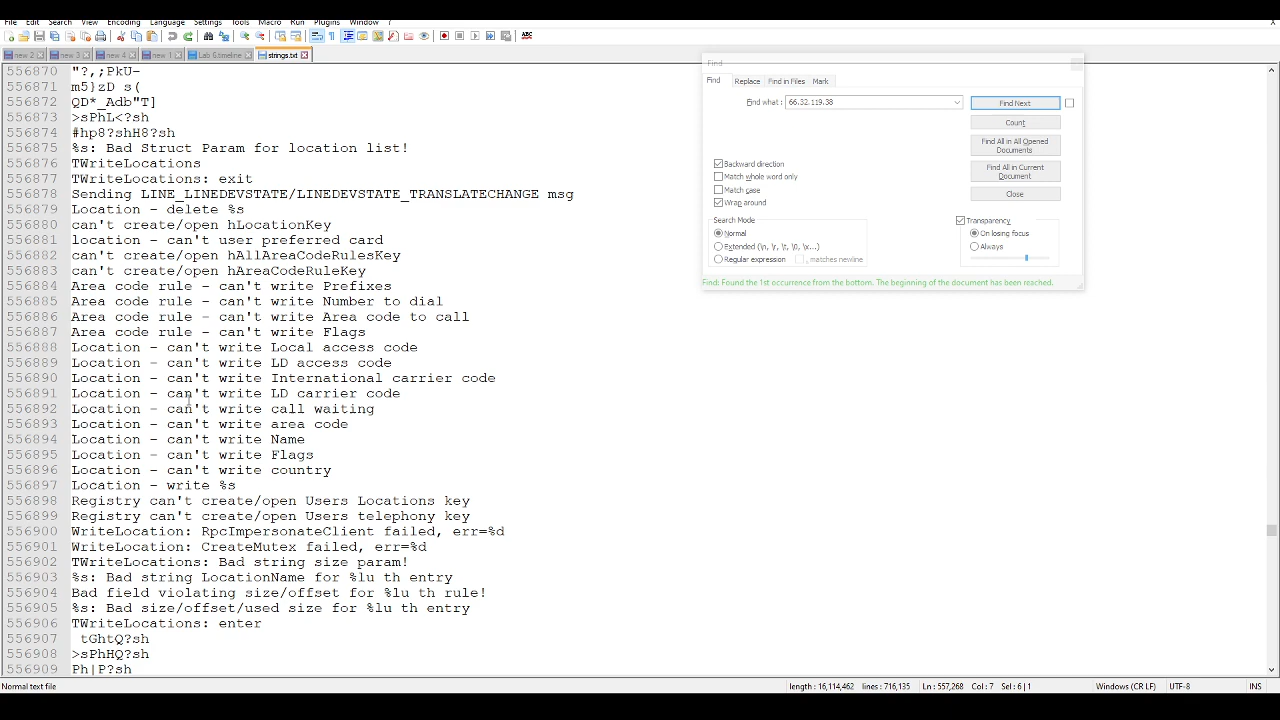 File Edit Search View Encoding Language Settings Tools Macro Run Plugins Window ?
X
new 2 new 3 new 4 new 1 Lab 6 timeline strings.txt
556870 "?,;PkU-
556871 m5}zD s(
556872 QD*_Adb"T]
556873 >sPhL<?sh
556874 #hp8?shH8?sh
556875 %s: Bad Struct Param for location list!
556876 TWriteLocations
556877 TWriteLocations: exit
556878 Sending LINE_LINEDEVSTATE/LINEDEVSTATE_TRANSLATECHANGE msg
556879 Location - delete %s
556880 can't create/open hLocationKey
556881 location - can't user preferred card
556882 can't create/open hAllAreaCodeRulesKey
556883 can't create/open hAreaCodeRuleKey
556884 Area code rule - can't write Prefixes
556885 Area code rule - can't write Number to dial
556886 Area code rule - can't write Area code to call
556887 Area code rule - can't write Flags
556888 Location - can't write Local access code
556889 Location - can't write LD access code
556890 Location - can't write International carrier code
556891 Location - can't write LD carrier code
556892 Location - can't write call waiting
556893 Location - can't write area code
556894 Location - can't write Name
556895 Location - can't write Flags
556896 Location - can't write country
556897 Location - write %s
556898 Registry can't create/open Users Locations key
556899 Registry can't create/open Users telephony key
556900 WriteLocation: RpcImpersonateClient failed, err=%d
556901 WriteLocation: CreateMutex failed, err=%d
556902 TWriteLocations: Bad string size param!
556903 %s: Bad string LocationName for %lu th entry
556904 Bad field violating size/offset for %lu th rule!
556905 %s: Bad size/offset/used size for %lu th entry
556906 TWriteLocations: enter
556907  tGhtQ?sh
556908 >sPhHQ?sh
556909 Ph|P?sh
Find
Find Replace Find in Files Mark
Find what : 66.32.119.38 Find Next
Count
Find All in All Opened
Documents
Find All in Current
Document
Close
Backward direction
Match whole word only
Match case
Wrap around
Search Mode
Normal
Extended (\n, \r, \t, \0, \x...)
Regular expression . matches newline
Transparency
On losing focus
Always
Find: Found the 1st occurrence from the bottom. The beginning of the document has been reached.
Normal text file length : 16,114,462 lines : 716,135 Ln : 557,268 Col : 7 Sel : 6 | 1 Windows (CR LF) UTF-8 INS